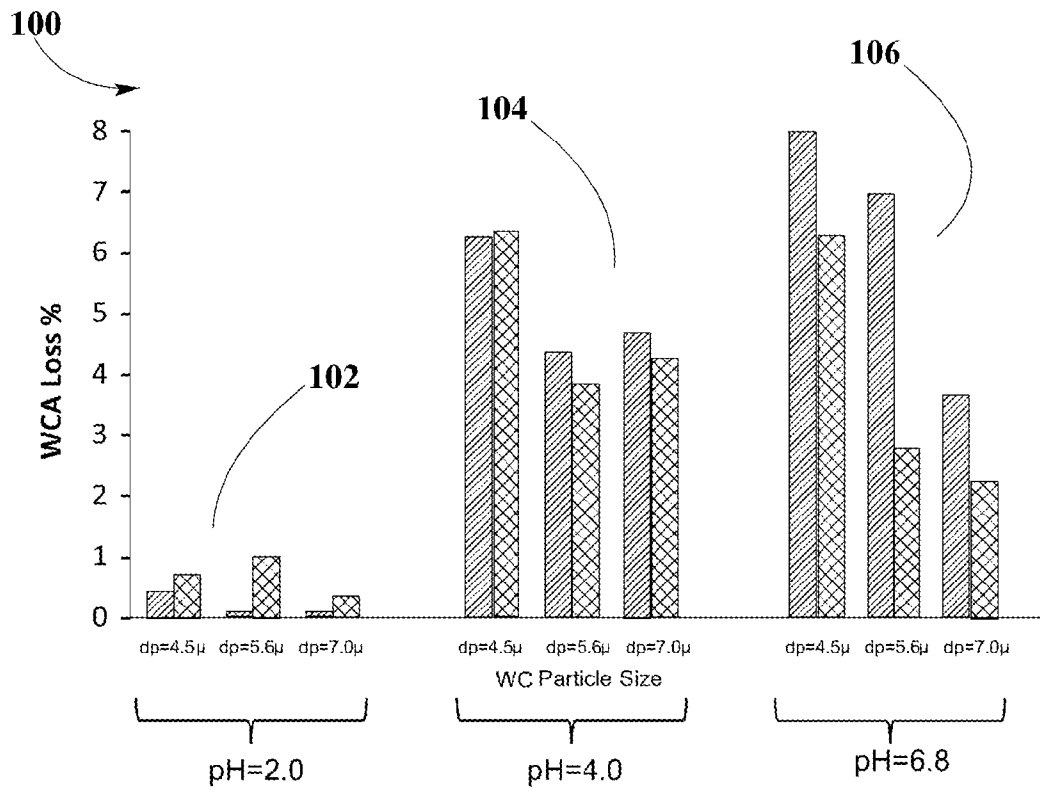 100
106
104
102
WCA Loss %
8
7
6
5
4
3
2
1
0
dp=4.5µ dp=5.6µ dp=7.0µ
dp=4.5µ dp=5.6µ dp=7.0µ
dp=4.5µ dp=5.6µ dp=7.0µ
WC Particle Size
pH=2.0
pH=4.0
pH=6.8